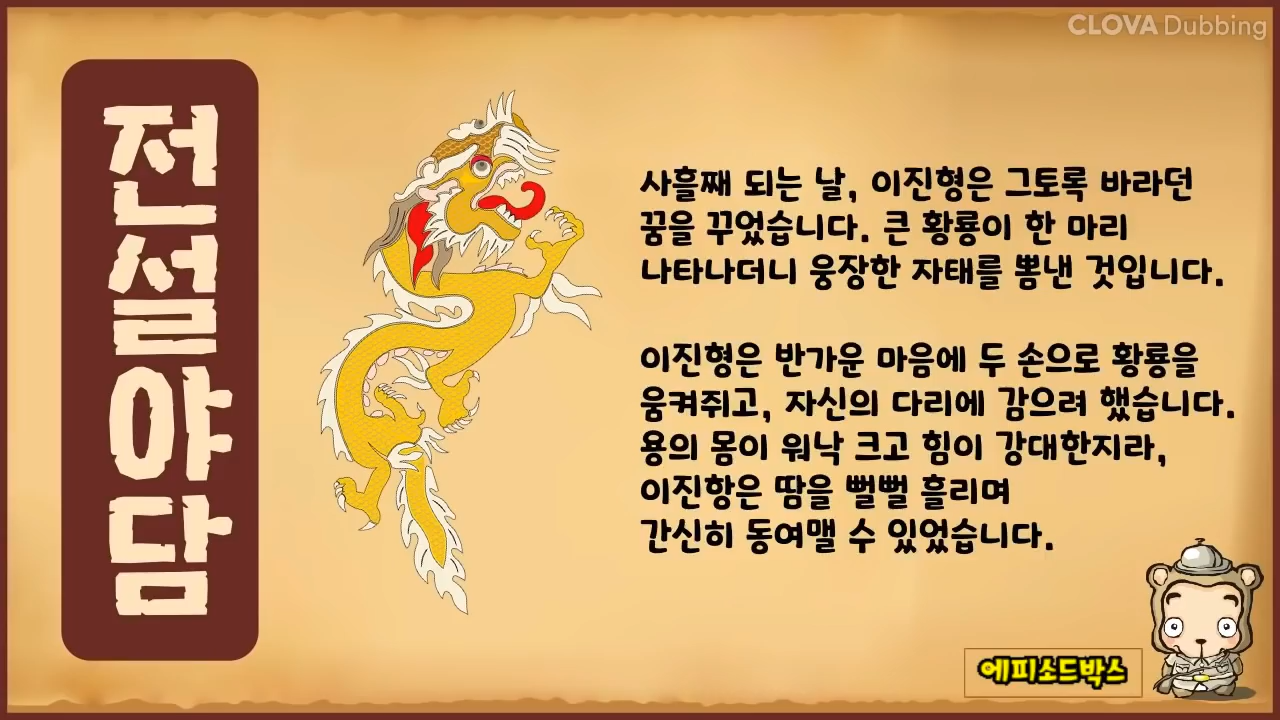 CLOVA Dubbing
전설야담
사흘째 되는 날, 이진형은 그토록 바라던
꿈을 꾸었습니다. 큰 황룡이 한 마리
나타나더니 웅장한 자태를 뽐낸 것입니다.
이진형은 반가운 마음에 두 손으로 황룡을
움켜쥐고, 자신의 다리에 감으려 했습니다.
용의 몸이 워낙 크고 힘이 강대한지라,
이진항은 땀을 뻘뻘 흘리며
간신히 동여맬 수 있었습니다.
에피소드박스